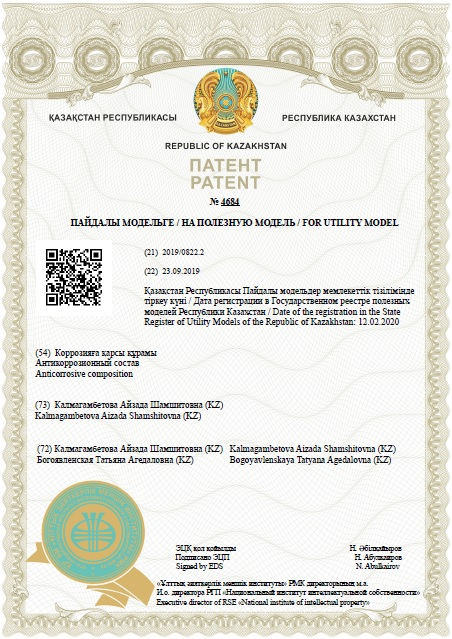 ҚАЗАҚСТАН РЕСПУБЛИКАСЫ
РЕСПУБЛИКА КАЗАХСТАН
REPUBLIC OF KAZAKHSTAN
ПАТЕНТ
PATENT
№ 4684
ПАЙДАЛЫ МОДЕЛЬГЕ / НА ПОЛЕЗНУЮ МОДЕЛЬ / FOR UTILITY MODEL
(21) 2019/0822.2
(22) 23.09.2019
Қазақстан Республикасы Пайдалы модельдер мемлекеттік тізілімінде
тіркеу күні / Дата регистрации в Государственном реестре полезных
моделей Республики Казахстан / Date of the registration in the State
Register of Utility Models of the Republic of Kazakhstan: 12.02.2020
(54) Коррозияға қарсы құрамы
Антикоррозионный состав
Anticorrosive composition
(73) Калмагамбетова Айзада Шамшитовна (KZ)
Kalmagambetova Aizada Shamshitovna (KZ)
(72) Калмагамбетова Айзада Шамшитовна (KZ) Kalmagambetova Aizada Shamshitovna (KZ)
Богоявленская Татьяна Агедаловна (KZ) Bogoyavlenskaya Tatyana Agedalovna (KZ)
ЭЦҚ қол қойылды Н. Әбілқайыров
Подписано ЭЦП Н. Абулкаиров
Signed by EDS N. Abulkairov
«Ұлттық зияткерлік меншік институты» РМК директорының м.а.
И.о. директора РГП «Национальный институт интеллектуальной собственности»
Executive director of RSE «National institute of intellectual property»